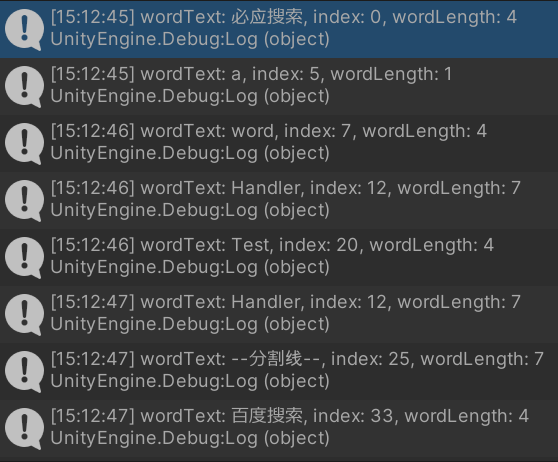 [15:12:45] wordText: 必应搜索, index: 0, wordLength: 4
UnityEngine.Debug:Log (object)
[15:12:45] wordText: a, index: 5, wordLength: 1
UnityEngine.Debug:Log (object)
[15:12:46] wordText: word, index: 7, wordLength: 4
UnityEngine.Debug:Log (object)
[15:12:46] wordText: Handler, index: 12, wordLength: 7
UnityEngine.Debug:Log (object)
[15:12:46] wordText: Test, index: 20, wordLength: 4
UnityEngine.Debug:Log (object)
[15:12:47] wordText: Handler, index: 12, wordLength: 7
UnityEngine.Debug:Log (object)
[15:12:47] wordText: --分割线--, index: 25, wordLength: 7
UnityEngine.Debug:Log (object)
[15:12:47] wordText: 百度搜索, index: 33, wordLength: 4
UnityEngine.Debug:Log (object)